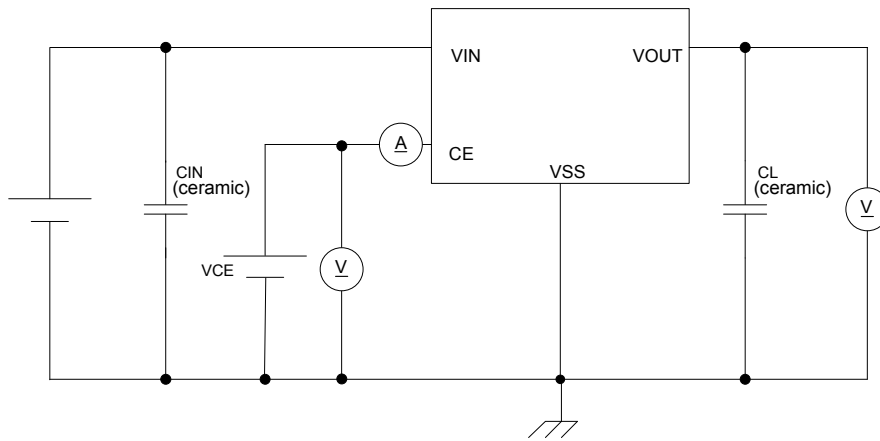 VIN
VOUT
A
CE
VSS
CIN
(ceramic)
CL
(ceramic)
V
VCE
V